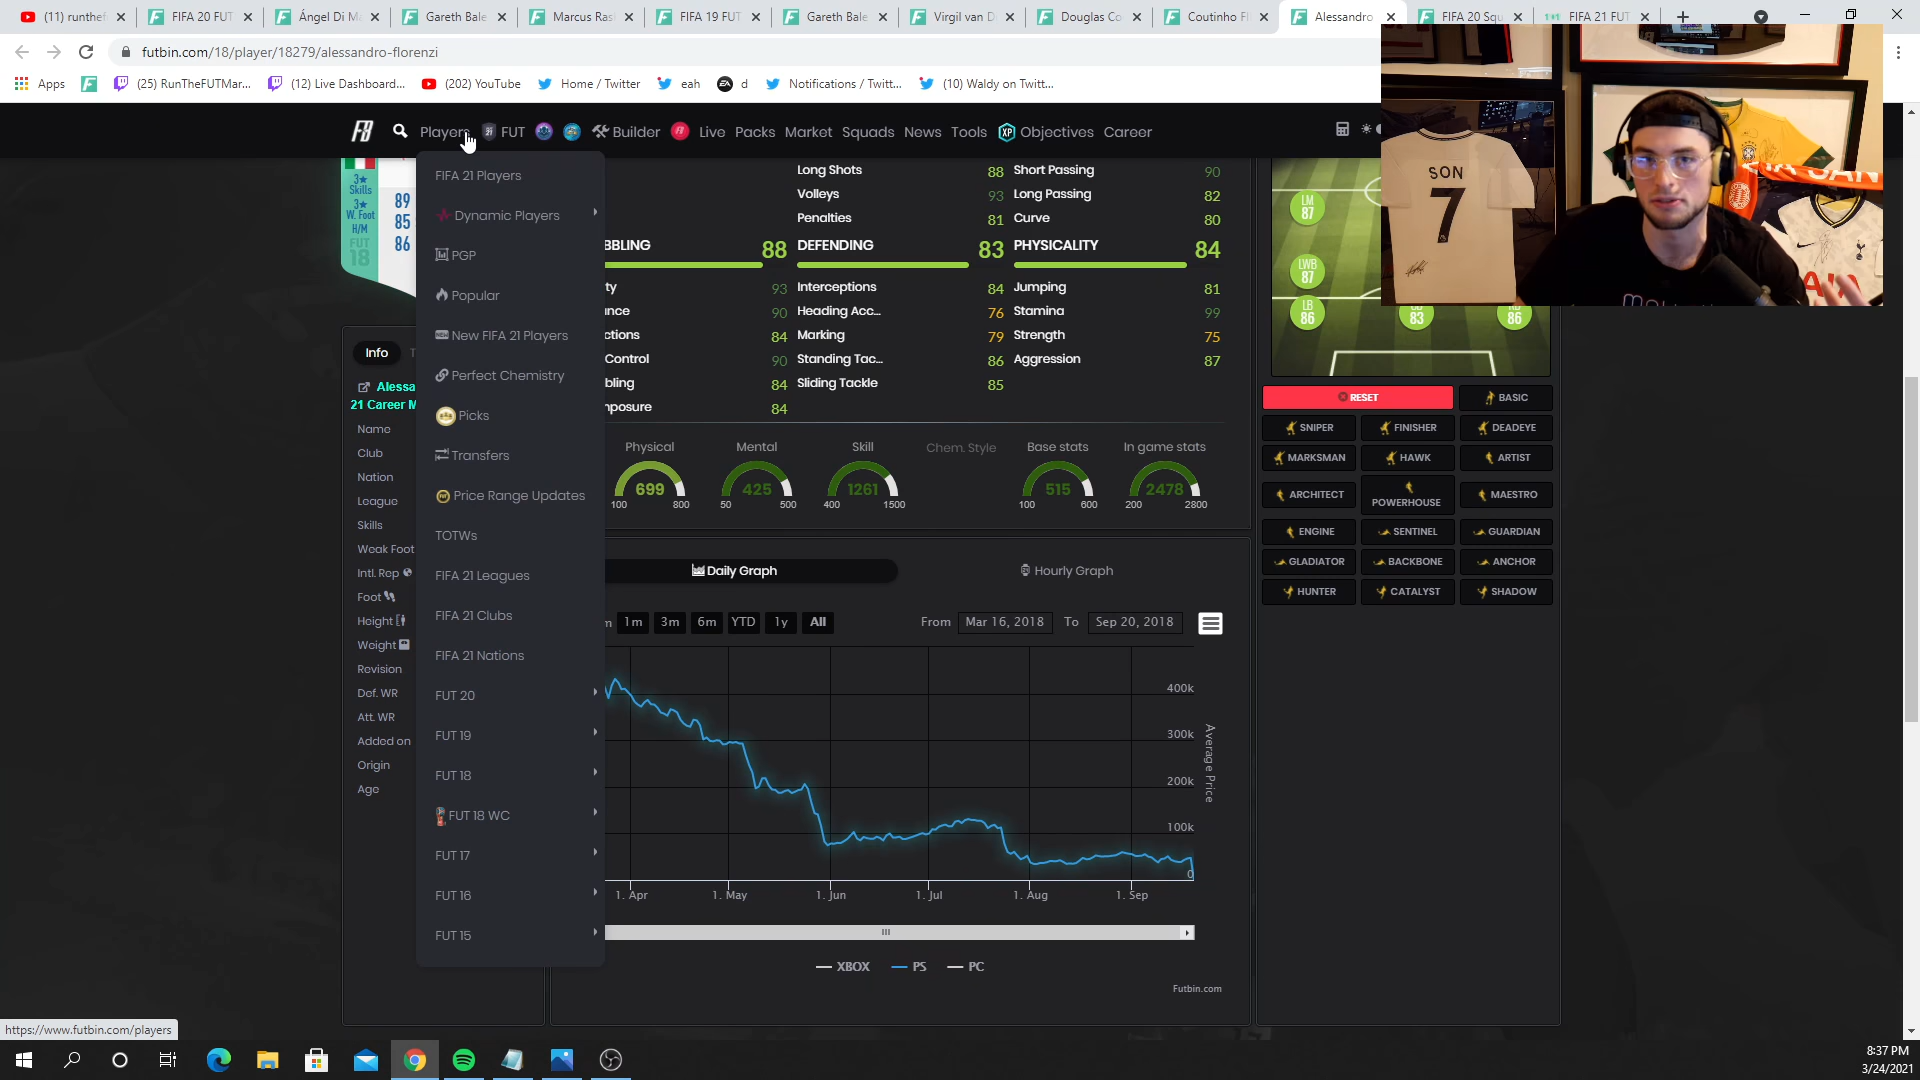 (11) runthef
FIFA 20 FUT
Ángel Di Ma
Gareth Bale
Marcus Ras
FIFA 19 FUT
Gareth Bale
Virgil van D
Douglas Co
Coutinho FI
Alessandro
FIFA 20 Squ
FIFA 21 FUT
futbin.com/18/player/18279/alessandro-florenzi
Apps
(25) RunTheFUTMar...
(12) Live Dashboard...
(202) YouTube
Home / Twitter
eah
d
Notifications / Twitt...
(10) Waldy on Twitt...
Players
FUT
Builder
Live
Packs
Market
Squads
News
Tools
XP
Objectives
Career
SON
7
3★
Skills
3★
W. Foot
H/M
FUT
18
89
85
86
FIFA 21 Players
Dynamic Players
PGP
Popular
New FIFA 21 Players
Perfect Chemistry
Picks
Transfers
Price Range Updates
TOTWs
FIFA 21 Leagues
FIFA 21 Clubs
FIFA 21 Nations
FUT 20
FUT 19
FUT 18
FUT 18 WC
FUT 17
FUT 16
FUT 15
Long Shots 88
Short Passing 90
Volleys 93
Long Passing 82
Penalties 81
Curve 80
BBLING 88
DEFENDING 83
PHYSICALITY 84
ty 93
Interceptions 84
Jumping 81
nce 90
Heading Acc... 76
Stamina 99
ctions 84
Marking 79
Strength 75
Control 90
Standing Tac... 86
Aggression 87
bling 84
Sliding Tackle 85
posure 84
LM
87
LWB
87
LB
86
CB
83
RB
86
Info
Alessa
21 Career M
Name
Club
Nation
League
Skills
Weak Foot
Intl. Rep
Foot
Height
Weight
Revision
Def. WR
Att. WR
Added on
Origin
Age
Physical
699
100 800
Mental
425
50 500
Skill
1261
400 1500
Chem. Style
Base stats
515
100 600
In game stats
2478
200 2800
RESET
BASIC
SNIPER
FINISHER
DEADEYE
MARKSMAN
HAWK
ARTIST
ARCHITECT
POWERHOUSE
MAESTRO
ENGINE
SENTINEL
GUARDIAN
GLADIATOR
BACKBONE
ANCHOR
HUNTER
CATALYST
SHADOW
Daily Graph
Hourly Graph
m
1m
3m
6m
YTD
1y
All
From Mar 16, 2018 To Sep 20, 2018
400k
300k
200k
100k
0
Average Price
1. Apr
1. May
1. Jun
1. Jul
1. Aug
1. Sep
XBOX
PS
PC
Futbin.com
https://www.futbin.com/players
8:37 PM
3/24/2021